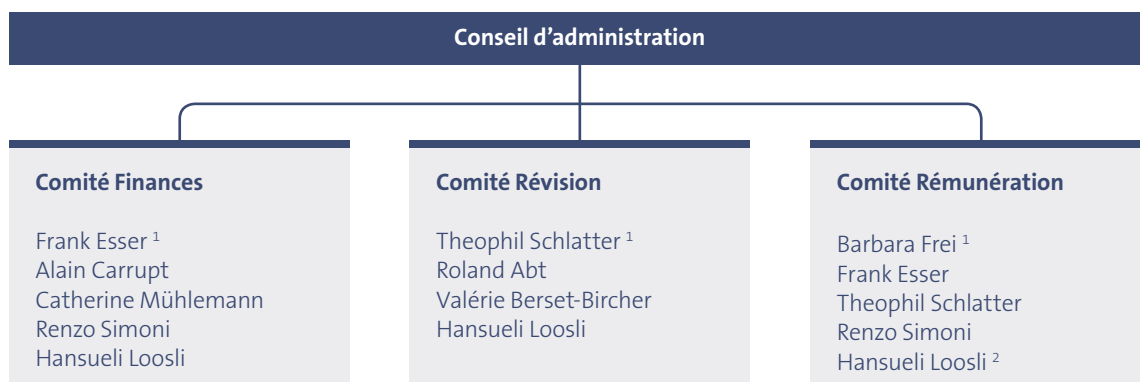 Conseil d’administration
Comité Finances
Frank Esser ¹
Alain Carrupt
Catherine Mühlemann
Renzo Simoni
Hansueli Loosli
Comité Révision
Theophil Schlatter ¹
Roland Abt
Valérie Berset-Bircher
Hansueli Loosli
Comité Rémunération
Barbara Frei ¹
Frank Esser
Theophil Schlatter
Renzo Simoni
Hansueli Loosli ²